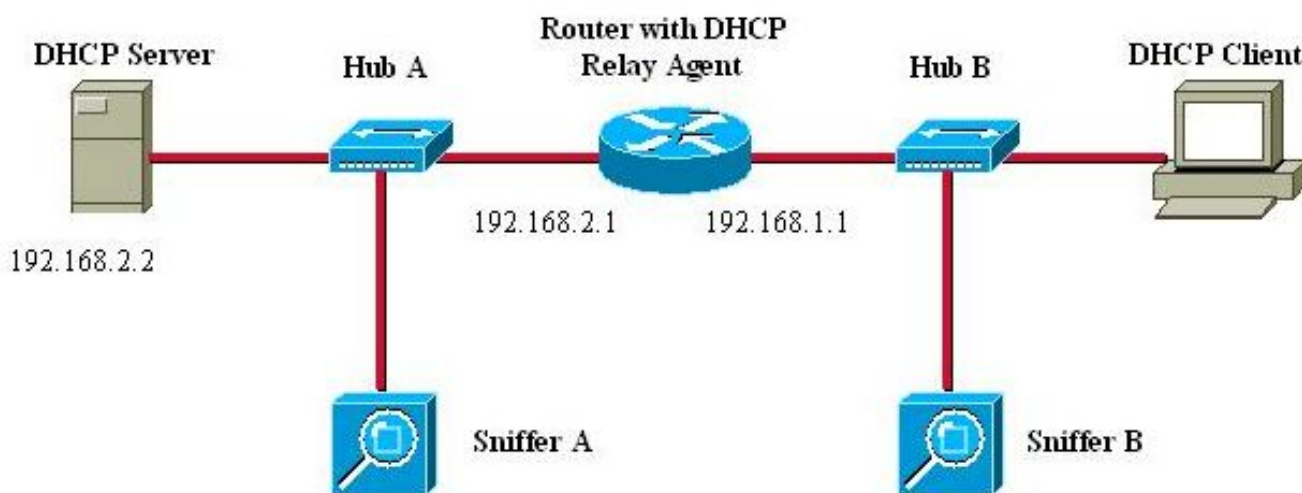 DHCP Server
Hub A
Router with DHCP
Relay Agent
Hub B
DHCP Client
192.168.2.2
192.168.2.1
192.168.1.1
Sniffer A
Sniffer B